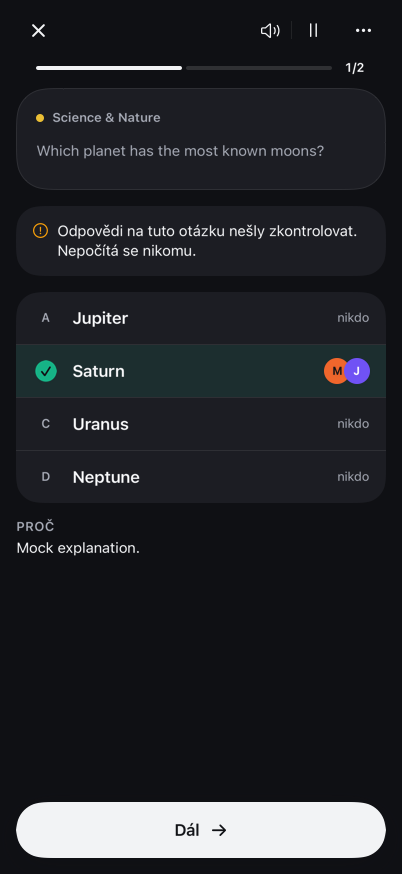 1/2
Science & Nature
Which planet has the most known moons?
Odpovědi na tuto otázku nešly zkontrolovat.
Nepočítá se nikomu.
A Jupiter nikdo
Saturn M J
C Uranus nikdo
D Neptune nikdo
PROČ
Mock explanation.
Dál →